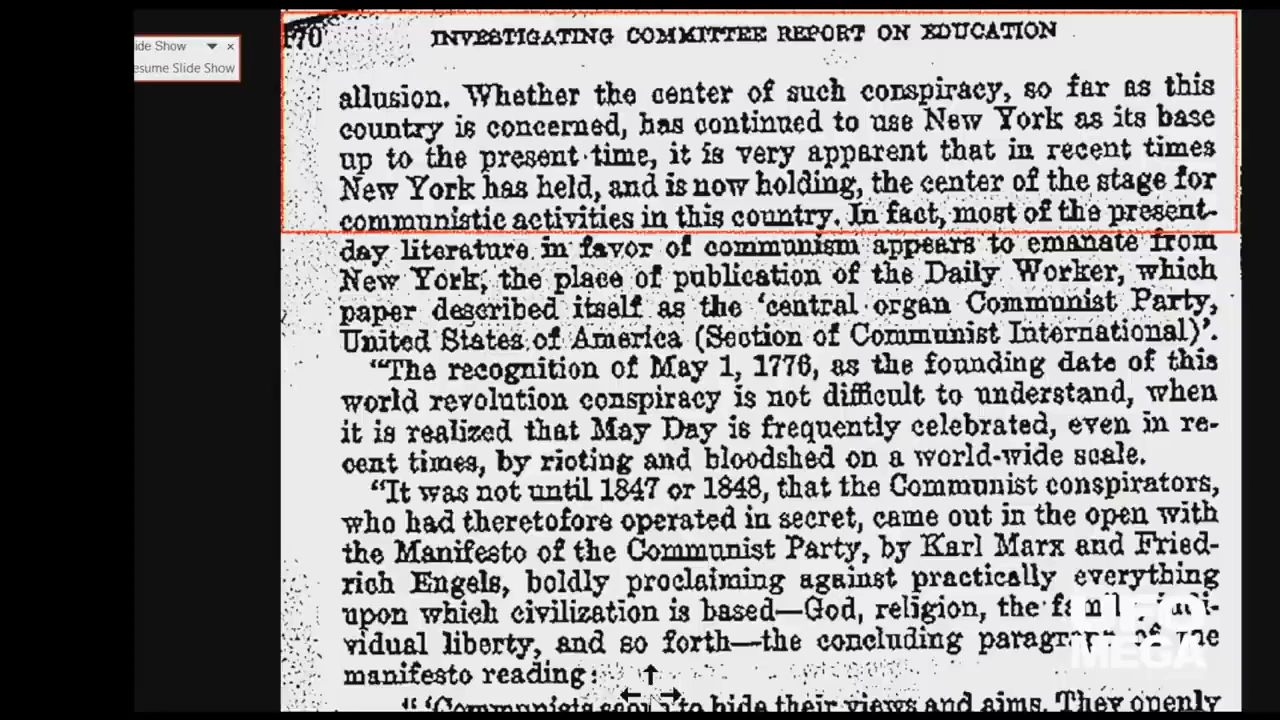 ide Show
esume Slide Show
170 INVESTIGATING COMMITTEE REPORT ON EDUCATION
allusion. Whether the center of such conspiracy, so far as this
country is concerned, has continued to use New York as its base
up to the present time, it is very apparent that in recent times
New York has held, and is now holding, the center of the stage for
communistic activities in this country. In fact, most of the present-
day literature in favor of communism appears to emanate from
New York, the place of publication of the Daily Worker, which
paper described itself as the 'central organ Communist Party,
United States of America (Section of Communist International)'.
"The recognition of May 1, 1776, as the founding date of this
world revolution conspiracy is not difficult to understand, when
it is realized that May Day is frequently celebrated, even in re-
cent times, by rioting and bloodshed on a world-wide scale.
"It was not until 1847 or 1848, that the Communist conspirators,
who had theretofore operated in secret, came out in the open with
the Manifesto of the Communist Party, by Karl Marx and Fried-
rich Engels, boldly proclaiming against practically everything
upon which civilization is based—God, religion, the family, indi-
vidual liberty, and so forth—the concluding paragraph of the
manifesto reading:
"'Communists scorn to hide their views and aims. They openly
UFO
MEGA